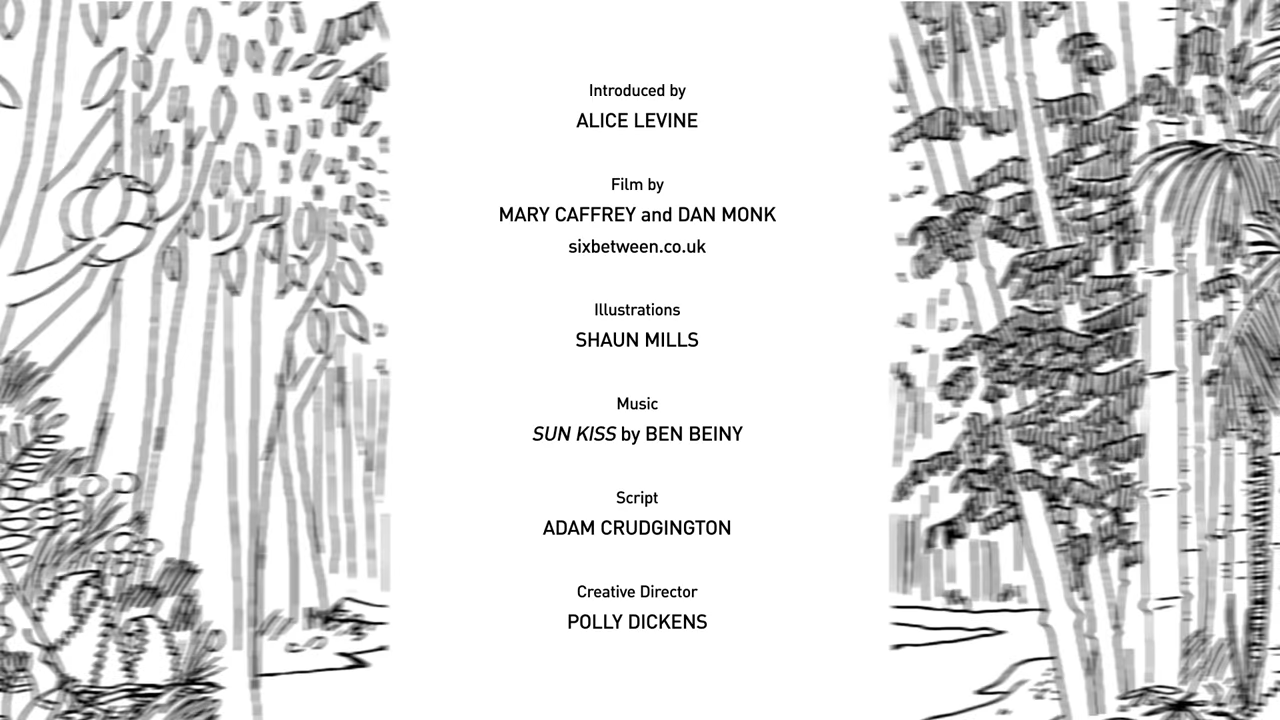 Introduced by
ALICE LEVINE
Film by
MARY CAFFREY and DAN MONK
sixbetween.co.uk
Illustrations
SHAUN MILLS
Music
SUN KISS by BEN BEINY
Script
ADAM CRUDGINGTON
Creative Director
POLLY DICKENS